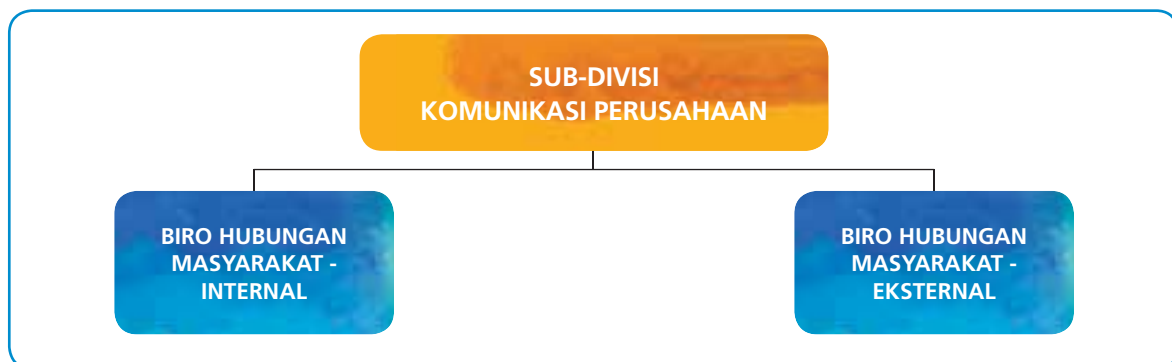 SUB-DIVISI
KOMUNIKASI PERUSAHAAN
BIRO HUBUNGAN
MASYARAKAT -
INTERNAL
BIRO HUBUNGAN
MASYARAKAT -
EKSTERNAL